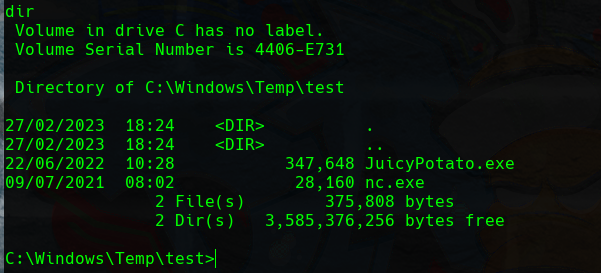 dir
 Volume in drive C has no label.
 Volume Serial Number is 4406-E731

 Directory of C:\Windows\Temp\test

27/02/2023  18:24    <DIR>          .
27/02/2023  18:24    <DIR>          ..
22/06/2022  10:28           347,648 JuicyPotato.exe
09/07/2021  08:02            28,160 nc.exe
               2 File(s)        375,808 bytes
               2 Dir(s)   3,585,376,256 bytes free

C:\Windows\Temp\test>